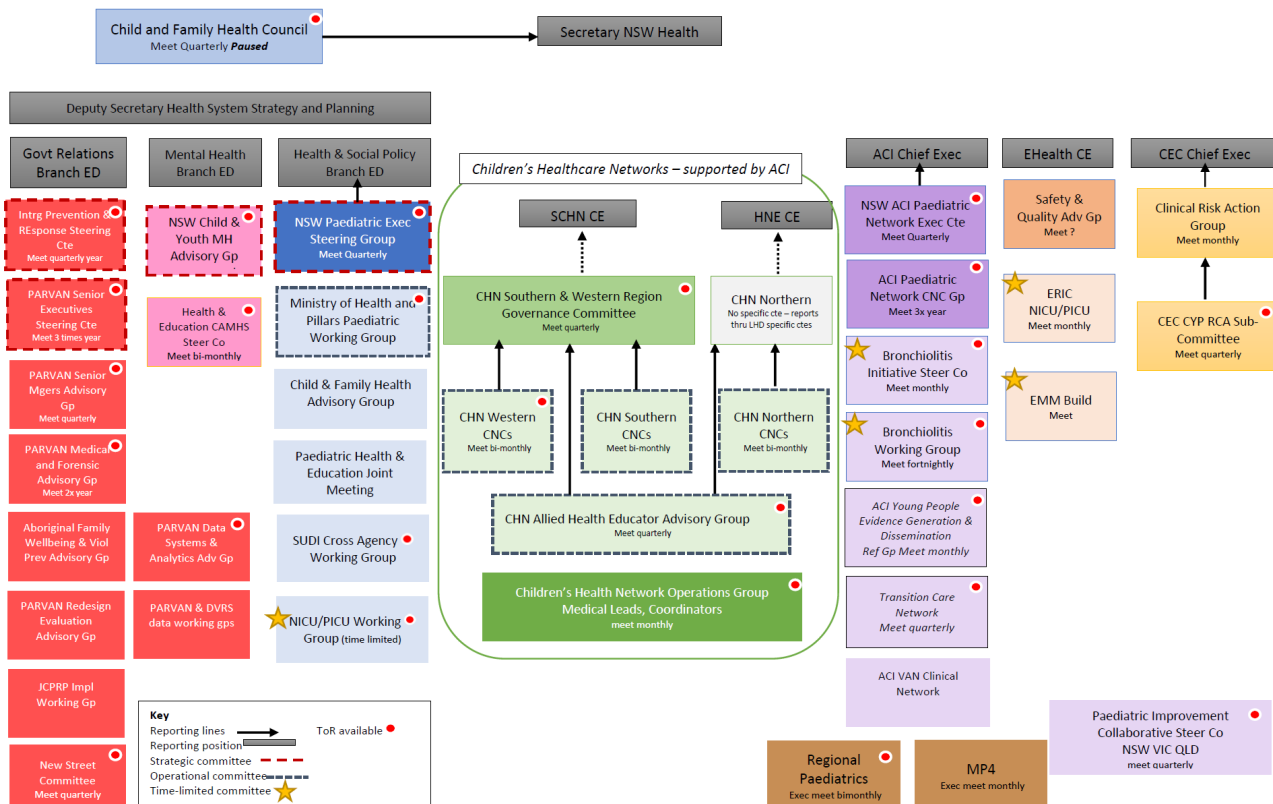 Child and Family Health Council
Meet Quarterly Paused
Secretary NSW Health
Deputy Secretary Health System Strategy and Planning
Govt Relations
Branch ED
Mental Health
Branch ED
Health & Social Policy
Branch ED
Children's Healthcare Networks – supported by ACI
ACI Chief Exec
EHealth CE
CEC Chief Exec
Intrg Prevention &
REsponse Steering
Cte
Meet quarterly year
NSW Child &
Youth MH
Advisory Gp
NSW Paediatric Exec
Steering Group
Meet Quarterly
SCHN CE
HNE CE
NSW ACI Paediatric
Network Exec Cte
Meet Quarterly
Safety &
Quality Adv Gp
Meet ?
Clinical Risk Action
Group
Meet monthly
PARVAN Senior
Executives
Steering Cte
Meet 3 times year
Health &
Education CAMHS
Steer Co
Meet bi-monthly
Ministry of Health and
Pillars Paediatric
Working Group
CHN Southern & Western Region
Governance Committee
Meet quarterly
CHN Northern
No specific cte – reports
thru LHD specific ctes
ACI Paediatric
Network CNC Gp
Meet 3x year
ERIC
NICU/PICU
Meet monthly
CEC CYP RCA Sub-
Committee
Meet quarterly
PARVAN Senior
Mgers Advisory
Gp
Meet quarterly
Child & Family Health
Advisory Group
Bronchiolitis
Initiative Steer Co
Meet monthly
EMM Build
Meet
PARVAN Medical
and Forensic
Advisory Gp
Meet 2x year
Paediatric Health &
Education Joint
Meeting
CHN Western
CNCs
Meet bi-monthly
CHN Southern
CNCs
Meet bi-monthly
CHN Northern
CNCs
Meet bi-monthly
Bronchiolitis
Working Group
Meet fortnightly
Aboriginal Family
Wellbeing & Viol
Prev Advisory Gp
PARVAN Data
Systems
& Analytics Adv Gp
SUDI Cross Agency
Working Group
CHN Allied Health Educator Advisory Group
Meet quarterly
ACI Young People
Evidence Generation &
Dissemination
Ref Gp Meet monthly
PARVAN Redesign
Evaluation
Advisory Gp
PARVAN & DVRS
data working gps
NICU/PICU Working
Group (time limited)
Children's Health Network Operations Group
Medical Leads, Coordinators
meet monthly
Transition Care
Network
Meet quarterly
JCPRP Impl
Working Gp
ACI VAN Clinical
Network
New Street
Committee
Meet quarterly
Key
Reporting lines
ToR available
Reporting position
Strategic committee
Operational committee
Time-limited committee
Regional
Paediatrics
Exec meet bimonthly
MP4
Exec meet monthly
Paediatric Improvement
Collaborative Steer Co
NSW VIC QLD
meet quarterly